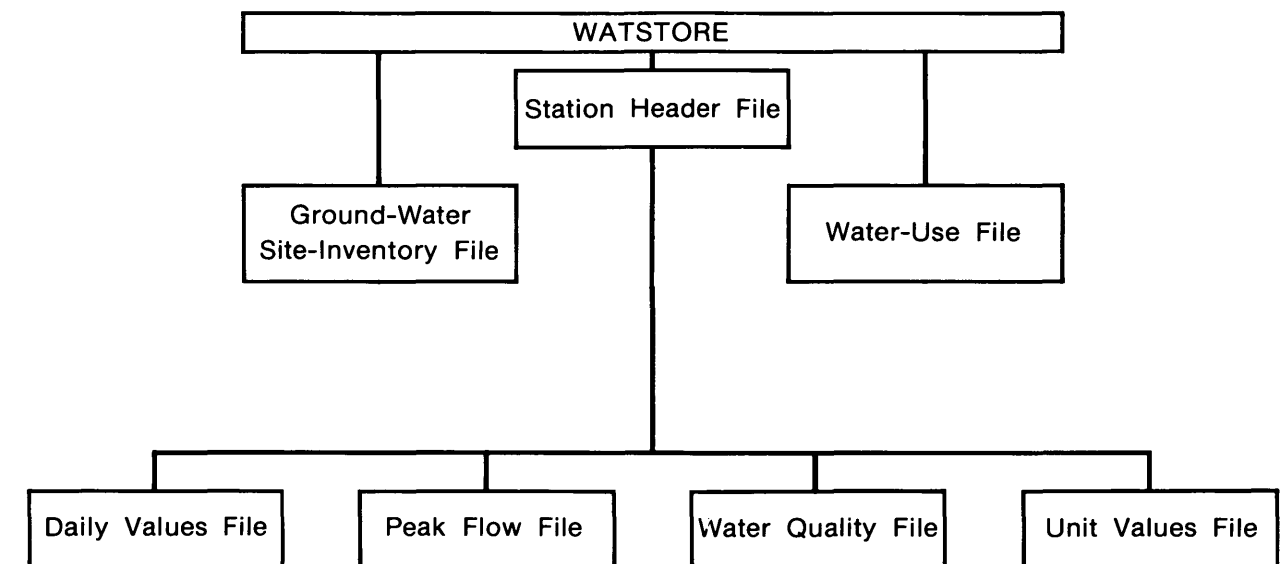 WATSTORE
Station Header File
Ground-Water
Site-Inventory File
Water-Use File
Daily Values File
Peak Flow File
Water Quality File
Unit Values File